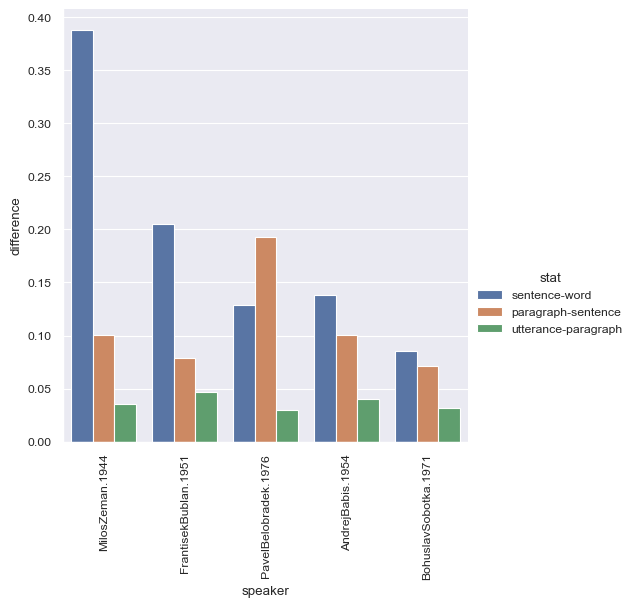 0.40
0.35
0.30
0.25
0.20
0.15
0.10
0.05
0.00
difference
MilosZeman.1944
FrantisekBublan.1951
PavelBelobradek.1976
AndrejBabis.1954
BohuslavSobotka.1971
speaker
stat
sentence-word
paragraph-sentence
utterance-paragraph